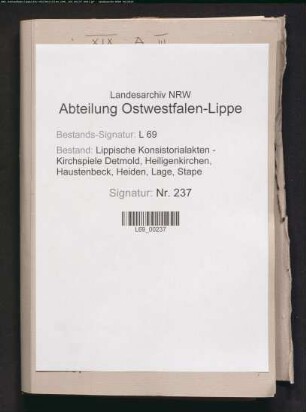 XIX A III
Landesarchiv NRW
Abteilung Ostwestfalen-Lippe
Bestands-Signatur: L 69
Bestand: Lippische Konsistorialakten -
Kirchspiele Detmold, Heiligenkirchen,
Haustenbeck, Heiden, Lage, Stape
Signatur: Nr. 237
L69_00237